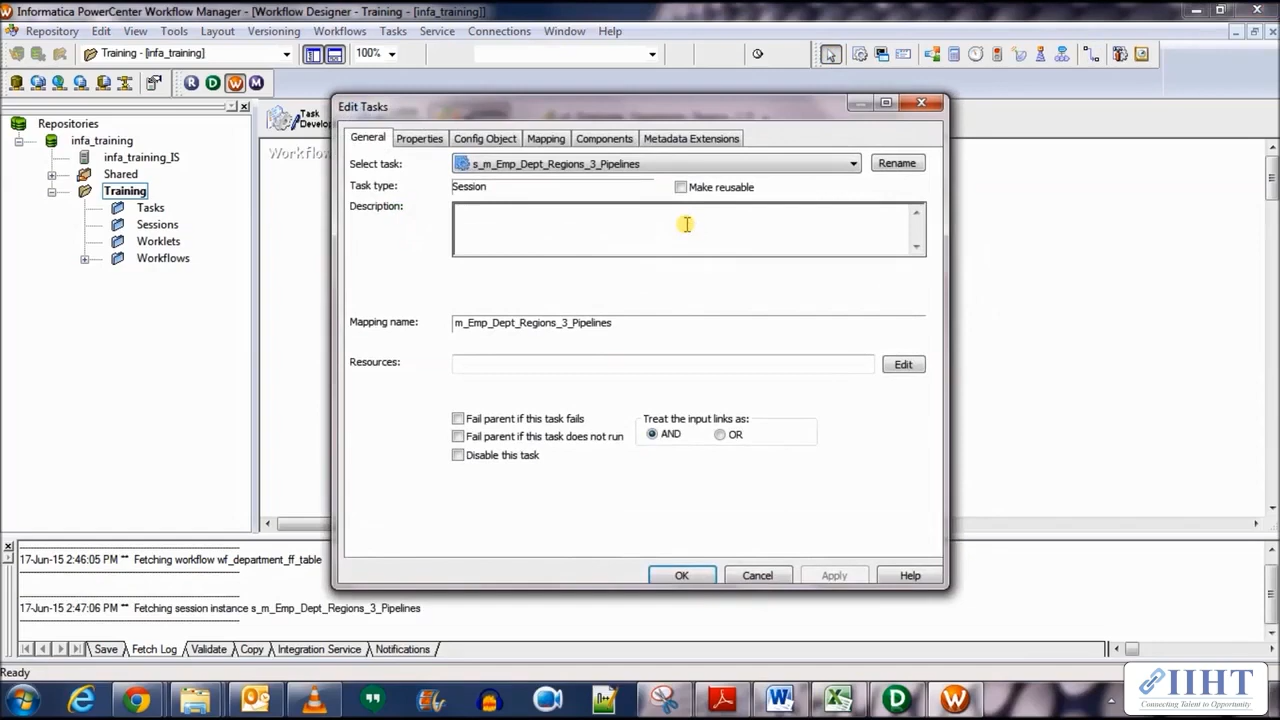 Informatica PowerCenter Workflow Manager - [Workflow Designer - Training - [infa_training]]
Repository Edit View Tools Layout Versioning Workflows Tasks Service Connections Window Help
Training - [infa_training]
100%
R D W M
Repositories
infa_training
infa_training_IS
Shared
Training
Tasks
Sessions
Worklets
Workflows
Task
Develop
Workflow
Edit Tasks
General Properties Config Object Mapping Components Metadata Extensions
Select task: s_m_Emp_Dept_Regions_3_Pipelines Rename
Task type: Session Make reusable
Description:
Mapping name: m_Emp_Dept_Regions_3_Pipelines
Resources: Edit
Fail parent if this task fails
Fail parent if this task does not run
Disable this task
Treat the input links as:
AND OR
OK Cancel Apply Help
17-Jun-15 2:46:05 PM ** Fetching workflow wf_department_ff_table
17-Jun-15 2:47:06 PM ** Fetching session instance s_m_Emp_Dept_Regions_3_Pipelines
Save Fetch Log Validate Copy Integration Service Notifications
Ready
IIHT
Connecting Talent to Opportunity